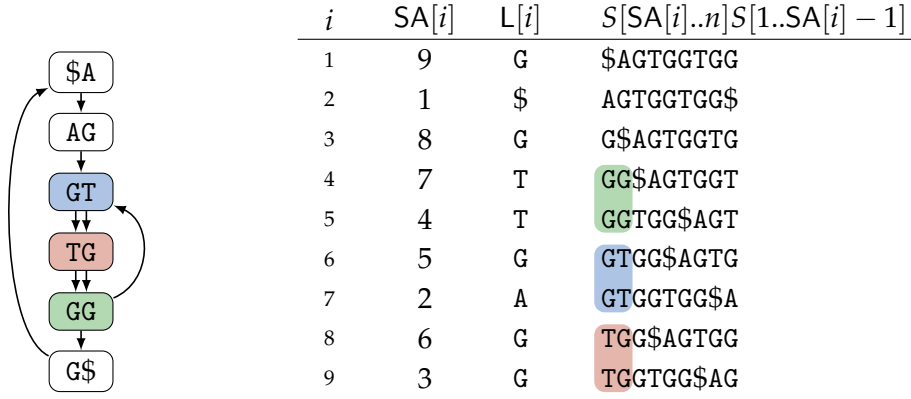 $A
AG
GT
TG
GG
G$
i SA[i] L[i] S[SA[i]..n]S[1..SA[i] − 1]
1 9 G $AGTGGTGG
2 1 $ AGTGGTGG$
3 8 G G$AGTGGTG
4 7 T GG$AGTGGT
5 4 T GGTGG$AGT
6 5 G GTGG$AGTG
7 2 A GTGGTGG$A
8 6 G TGG$AGTGG
9 3 G TGGTGG$AG